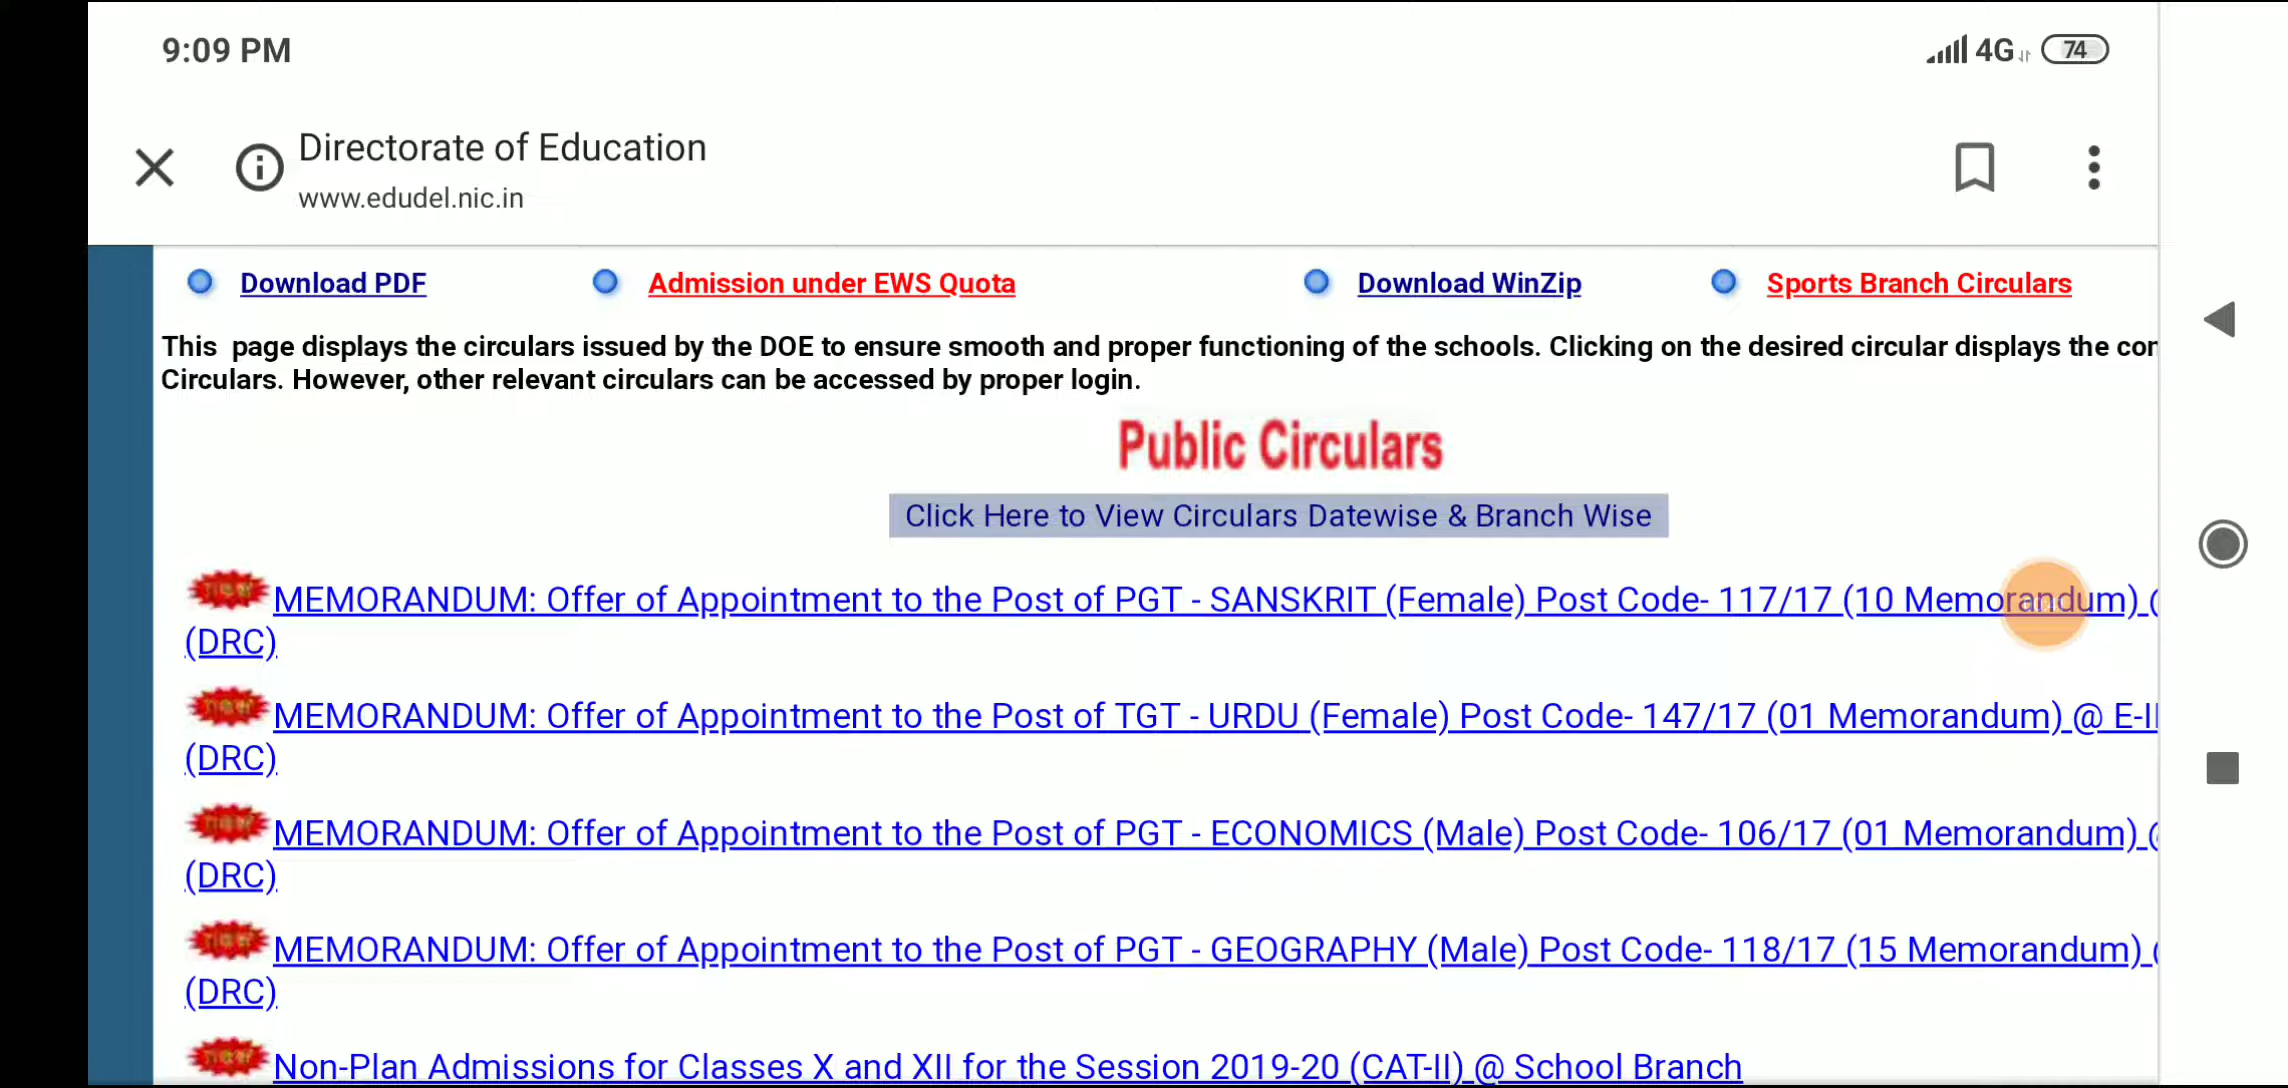 9:09 PM
4G 74
Directorate of Education
www.edudel.nic.in
Download PDF Admission under EWS Quota Download WinZip Sports Branch Circulars
This page displays the circulars issued by the DOE to ensure smooth and proper functioning of the schools. Clicking on the desired circular displays the
Circulars. However, other relevant circulars can be accessed by proper login.
Public Circulars
Click Here to View Circulars Datewise & Branch Wise
new MEMORANDUM: Offer of Appointment to the Post of PGT - SANSKRIT (Female) Post Code- 117/17 (10 Memorandum)
(DRC)
new MEMORANDUM: Offer of Appointment to the Post of TGT - URDU (Female) Post Code- 147/17 (01 Memorandum) @
(DRC)
new MEMORANDUM: Offer of Appointment to the Post of PGT - ECONOMICS (Male) Post Code- 106/17 (01 Memorandum)
(DRC)
new MEMORANDUM: Offer of Appointment to the Post of PGT - GEOGRAPHY (Male) Post Code- 118/17 (15 Memorandum)
(DRC)
new Non-Plan Admissions for Classes X and XII for the Session 2019-20 (CAT-II) @ School Branch